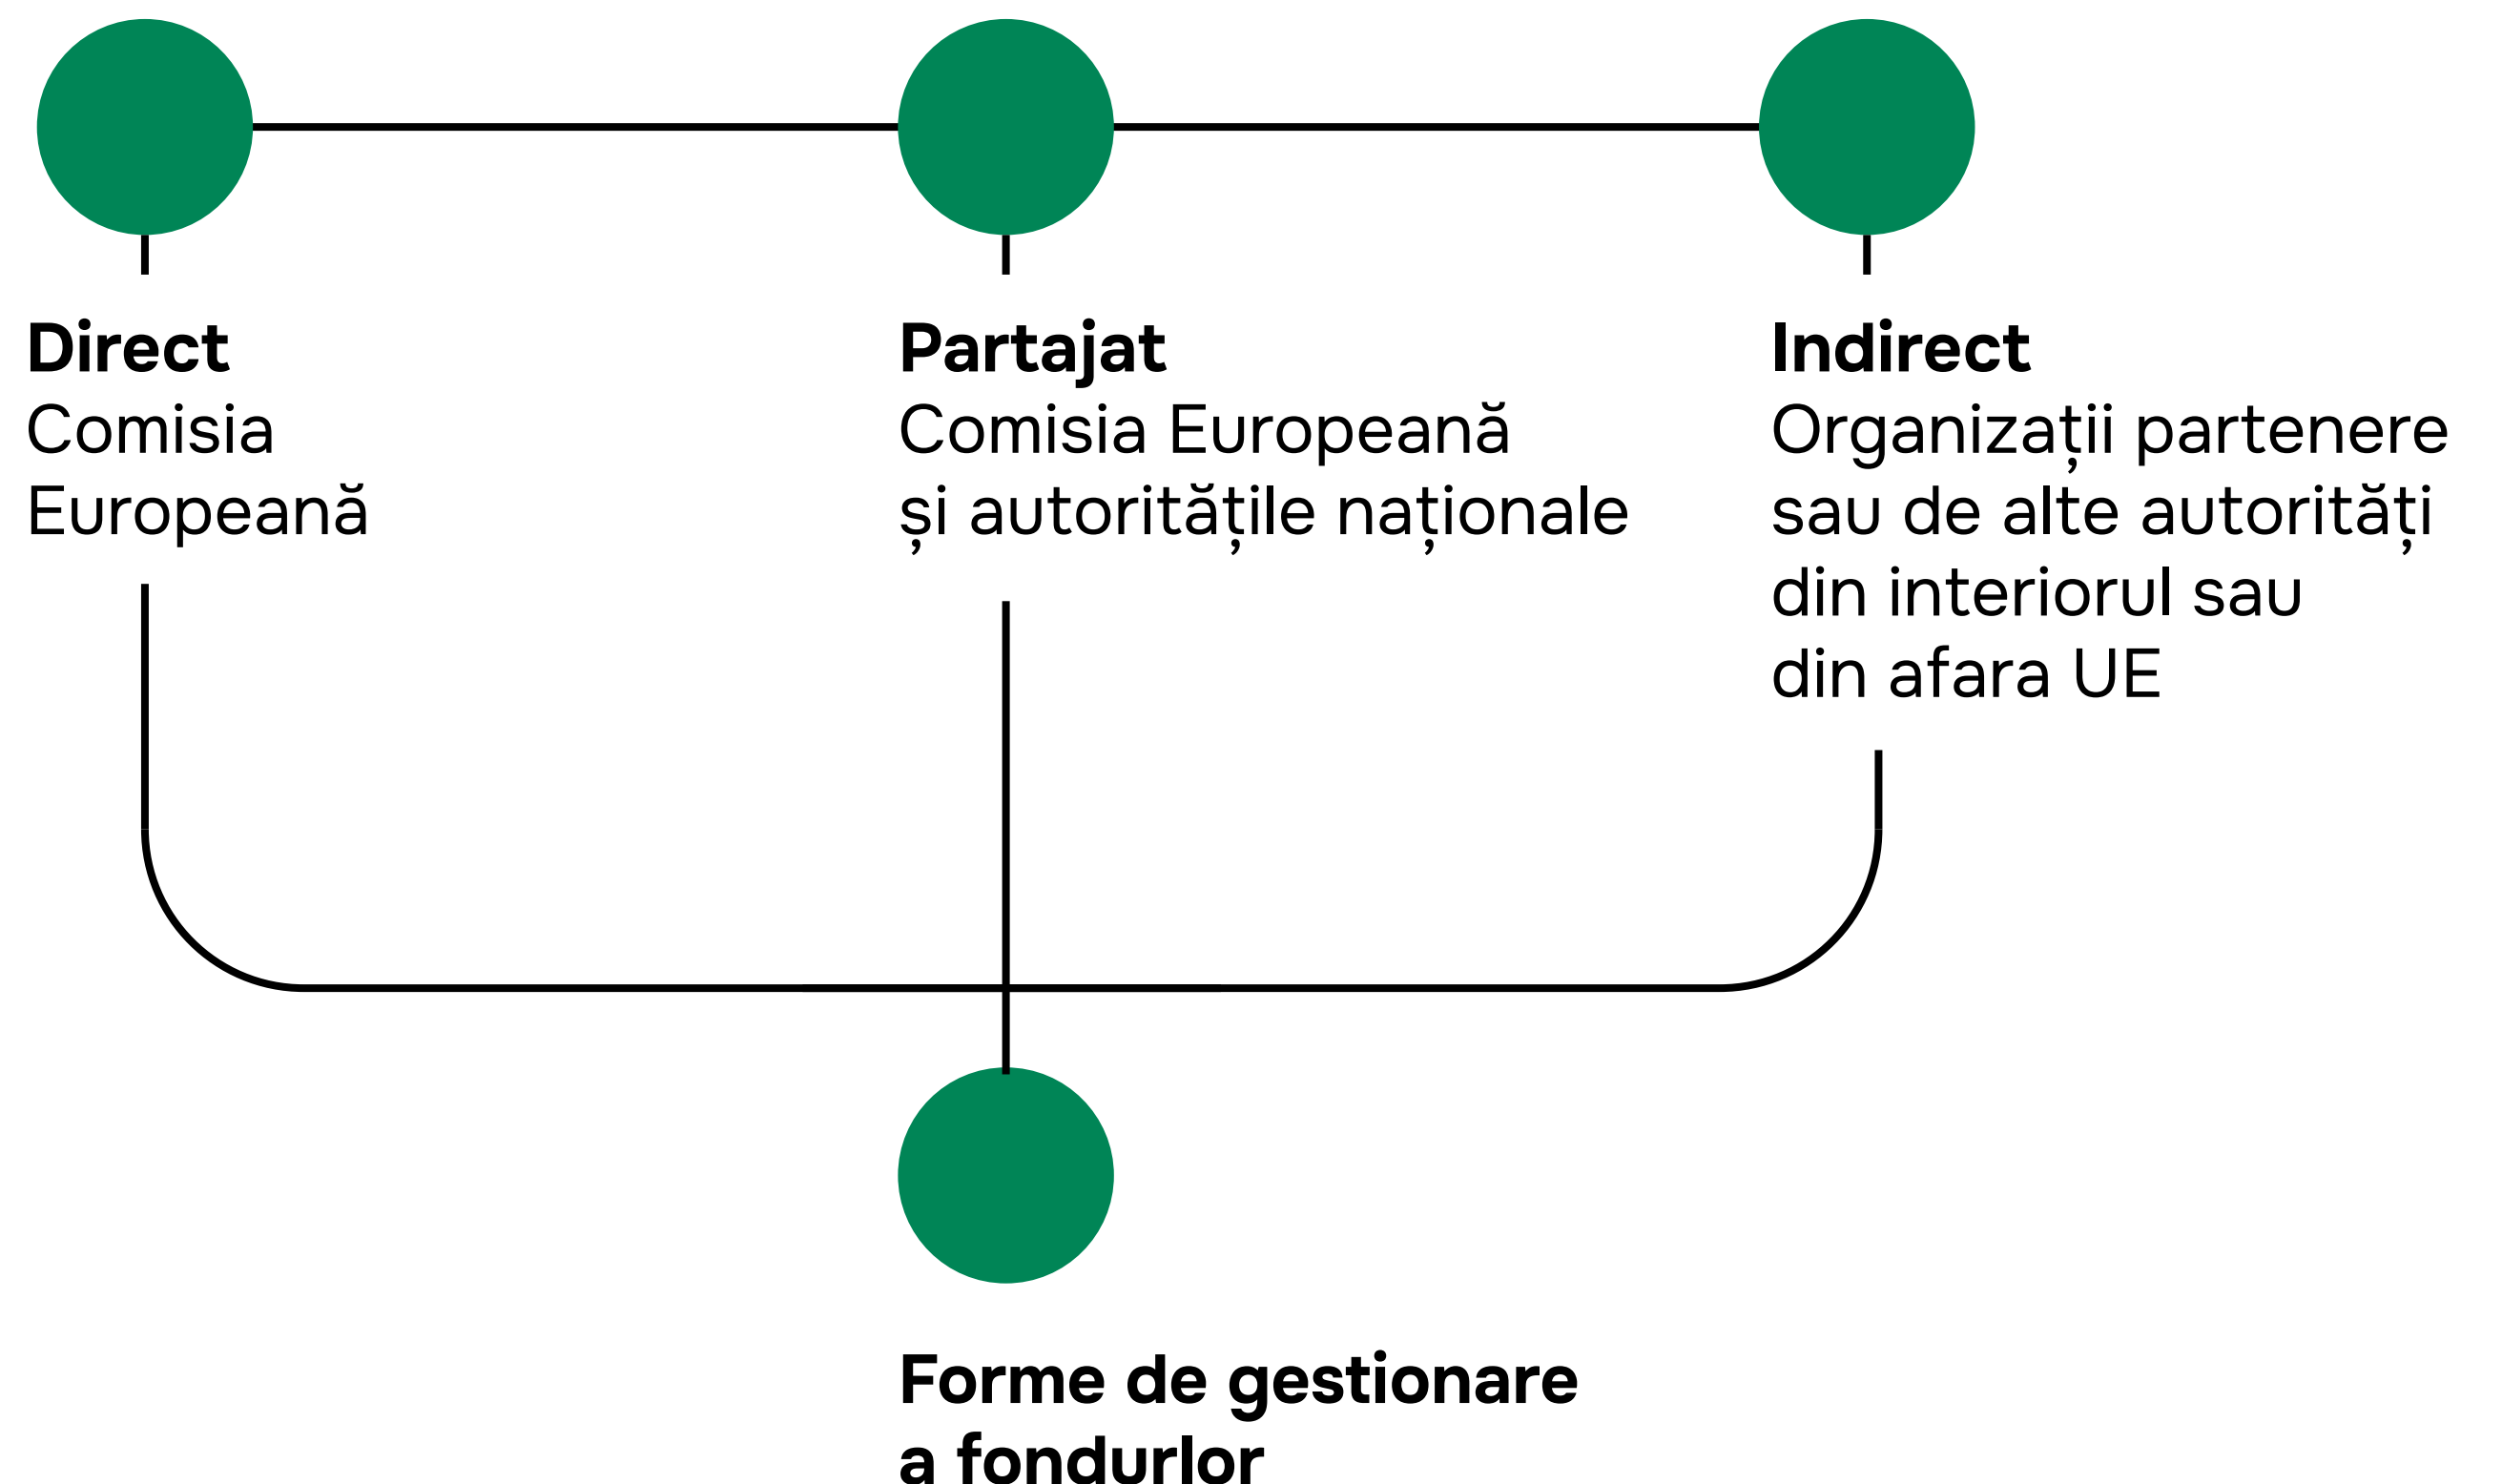 Direct
Comisia
Europeană
Partajat
Comisia Europeană
și autoritățile naționale
Indirect
Organizații partenere
sau de alte autorități
din interiorul sau
din afara UE
Forme de gestionare
a fondurlor